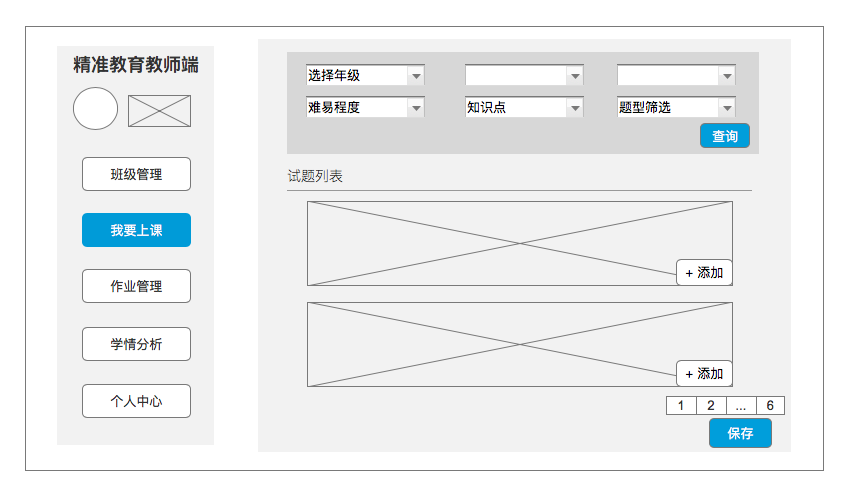 精准教育教师端
班级管理
我要上课
作业管理
学情分析
个人中心
选择年级
难易程度 知识点 题型筛选
查询
试题列表
+ 添加
+ 添加
1 2 ... 6
保存